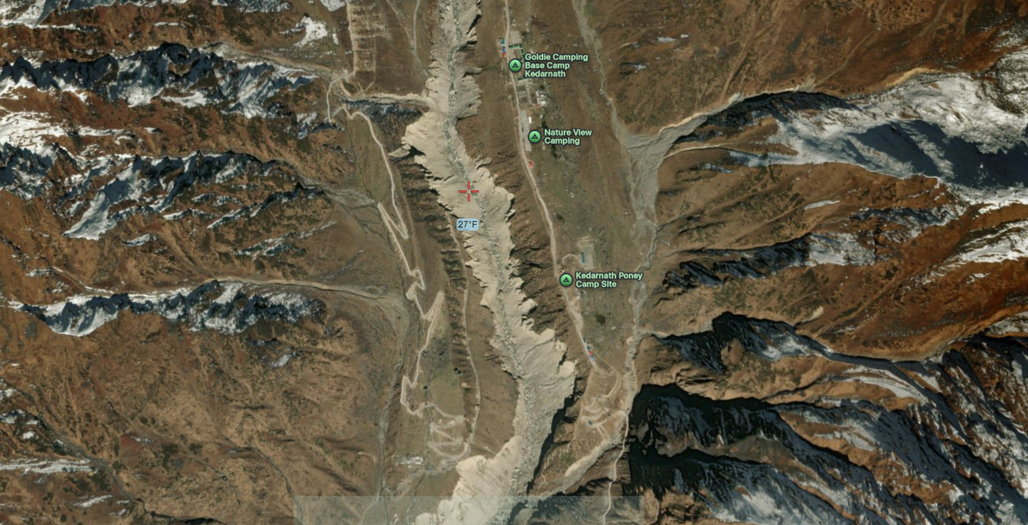 Goldie Camping
Base Camp
Kedarnath
Nature View
Camping
27°F
Kedarnath Poney
Camp Site